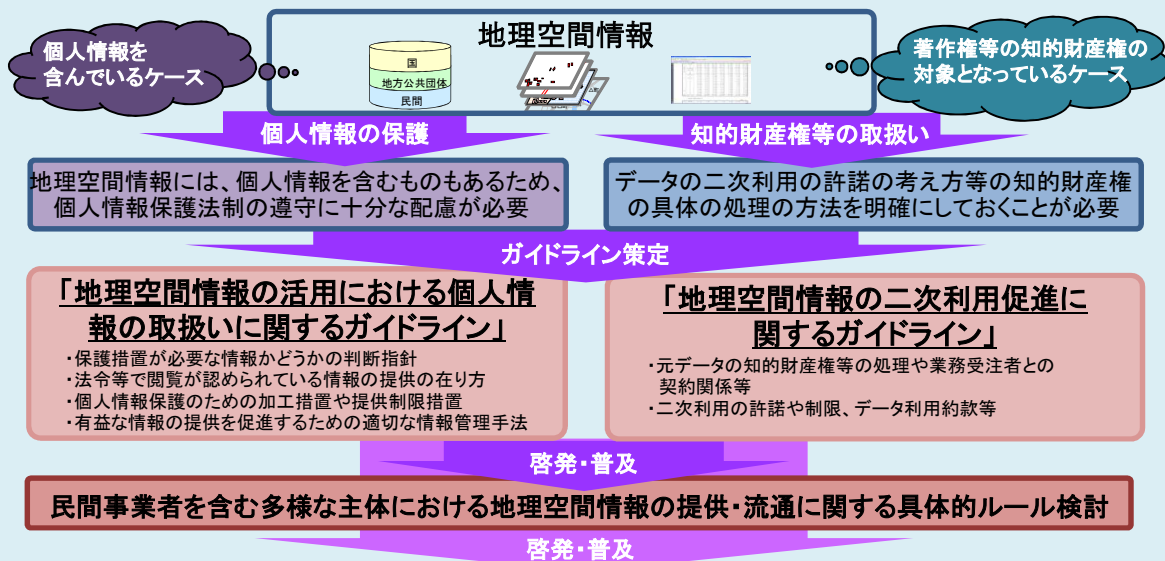 地理空間情報
個人情報を
含んでいるケース
国
地方公共団体
民間
著作権等の知的財産権の
対象となっているケース
個人情報の保護
知的財産権等の取扱い
地理空間情報には、個人情報を含むものもあるため、
個人情報保護法制の遵守に十分な配慮が必要
データの二次利用の許諾の考え方等の知的財産権
の具体の処理の方法を明確にしておくことが必要
ガイドライン策定
「地理空間情報の活用における個人情
報の取扱いに関するガイドライン」
・保護措置が必要な情報かどうかの判断指針
・法令等で閲覧が認められている情報の提供の在り方
・個人情報保護のための加工措置や提供制限措置
・有益な情報の提供を促進するための適切な情報管理手法
「地理空間情報の二次利用促進に
関するガイドライン」
・元データの知的財産権等の処理や業務受注者との
契約関係等
・二次利用の許諾や制限、データ利用約款等
啓発・普及
民間事業者を含む多様な主体における地理空間情報の提供・流通に関する具体的ルール検討
啓発・普及